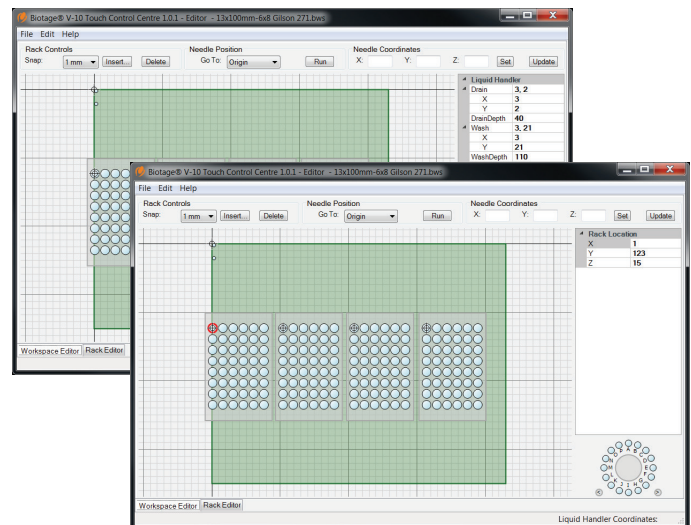 Biotage® V-10 Touch Control Centre 1.0.1 - Editor - 13x100mm-6x8 Gilson 271.bws
File Edit Help
Rack Controls Needle Position Needle Coordinates
Snap: 1 mm Insert... Delete Go To: Origin Run X: Y: Z: Set Update
Liquid Handler
Drain 3, 2
X 3
Y 2
DrainDepth 40
Wash 3, 21
X 3
Y 21
WashDepth 110
Workspace Editor Rack Editor
Biotage® V-10 Touch Control Centre 1.0.1 - Editor - 13x100mm-6x8 Gilson 271.bws
File Edit Help
Rack Controls Needle Position Needle Coordinates
Snap: 1 mm Insert... Delete Go To: Origin Run X: Y: Z: Set Update
Rack Location
X 1
Y 123
Z 15
A B C D E F G H I J K L M N O P
Workspace Editor Rack Editor
Liquid Handler Coordinates: